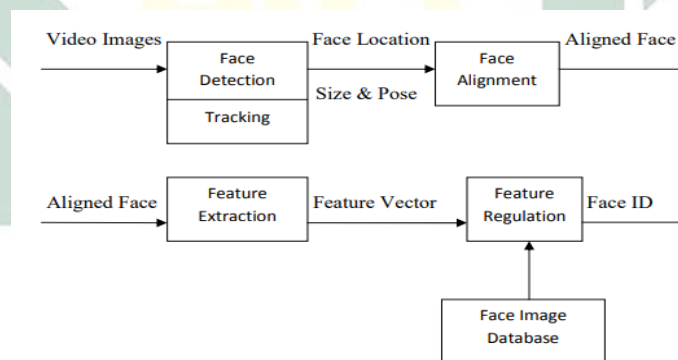 Video Images
Face
Detection
Tracking
Face Location
Size & Pose
Face
Alignment
Aligned Face
Aligned Face
Feature
Extraction
Feature Vector
Feature
Regulation
Face ID
Face Image
Database